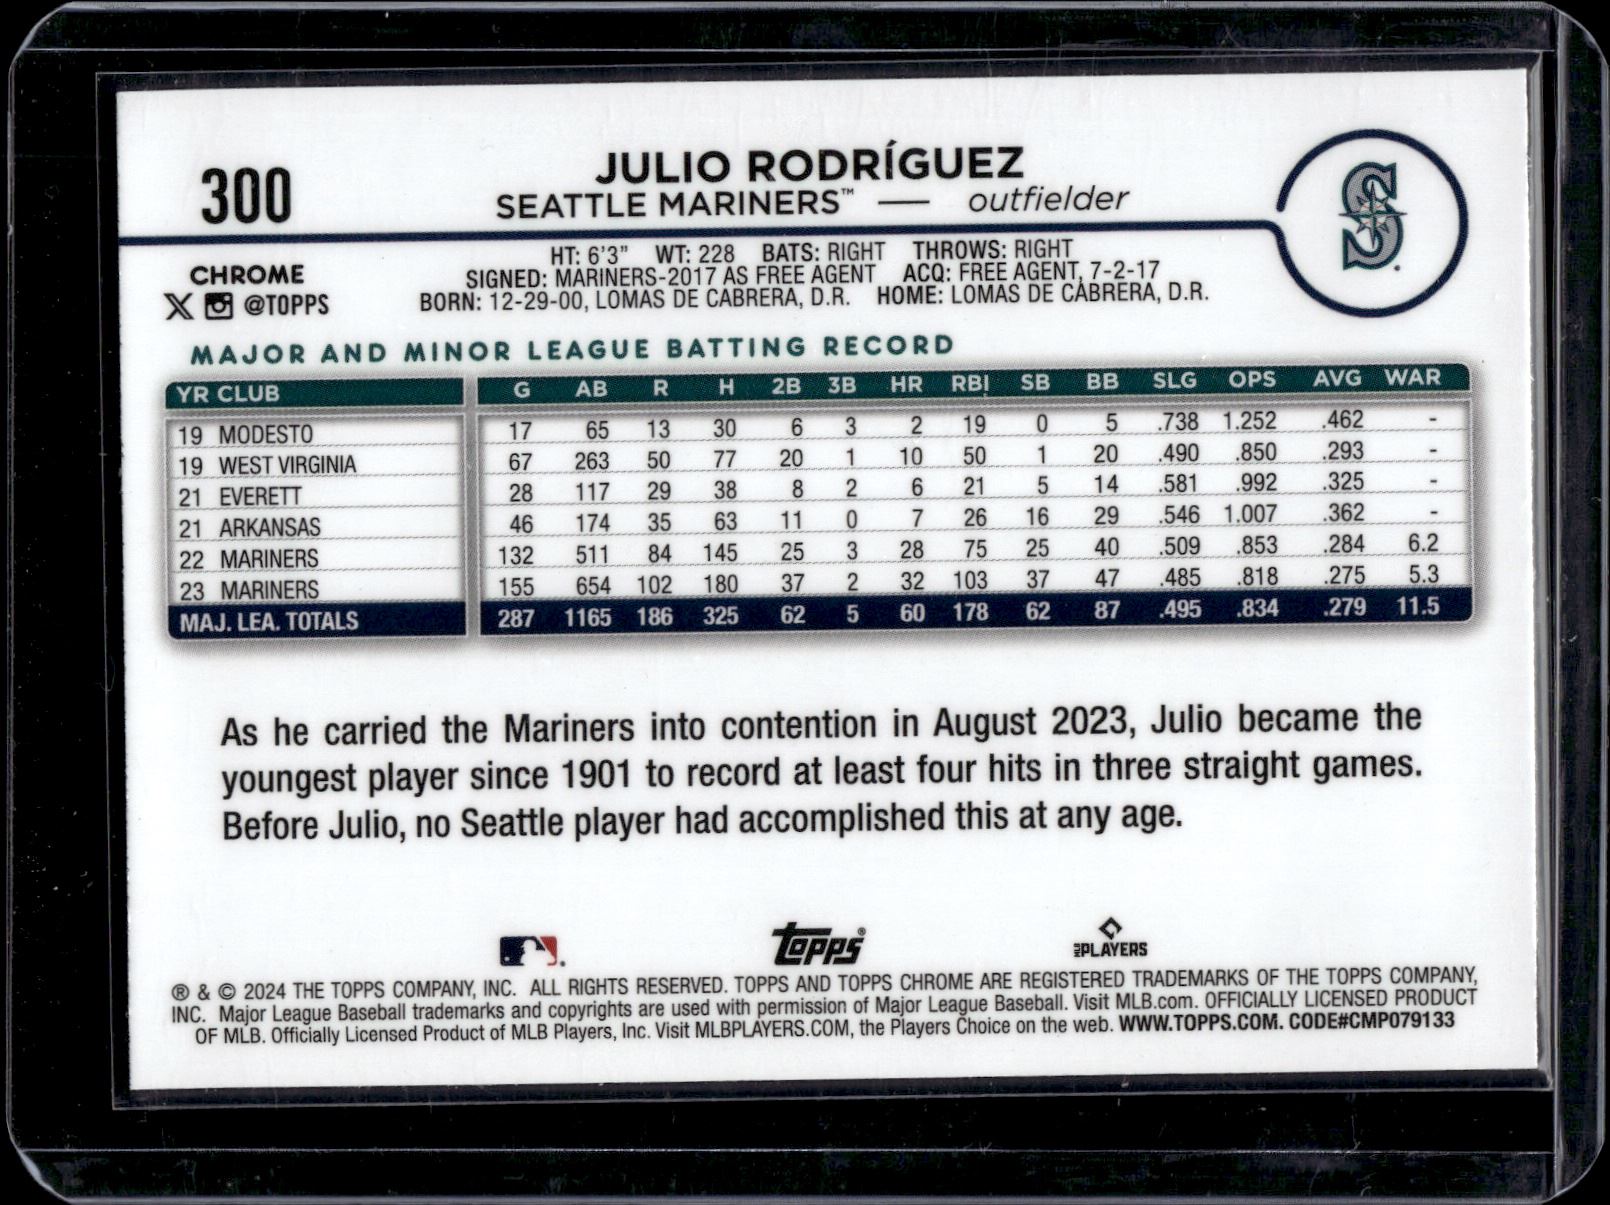 300
JULIO RODRÍGUEZ
SEATTLE MARINERS™ — outfielder
S
CHROME
@TOPPS
HT: 6'3" WT: 228 BATS: RIGHT THROWS: RIGHT
SIGNED: MARINERS-2017 AS FREE AGENT ACQ: FREE AGENT, 7-2-17
BORN: 12-29-00, LOMAS DE CABRERA, D.R. HOME: LOMAS DE CABRERA, D.R.
MAJOR AND MINOR LEAGUE BATTING RECORD
YR CLUB G AB R H 2B 3B HR RBI SB BB SLG OPS AVG WAR
19 MODESTO 17 65 13 30 6 3 2 19 0 5 .738 1.252 .462 -
19 WEST VIRGINIA 67 263 50 77 20 1 10 50 1 20 .490 .850 .293 -
21 EVERETT 28 117 29 38 8 2 6 21 5 14 .581 .992 .325 -
21 ARKANSAS 46 174 35 63 11 0 7 26 16 29 .546 1.007 .362 -
22 MARINERS 132 511 84 145 25 3 28 75 25 40 .509 .853 .284 6.2
23 MARINERS 155 654 102 180 37 2 32 103 37 47 .485 .818 .275 5.3
MAJ. LEA. TOTALS 287 1165 186 325 62 5 60 178 62 87 .495 .834 .279 11.5
As he carried the Mariners into contention in August 2023, Julio became the
youngest player since 1901 to record at least four hits in three straight games.
Before Julio, no Seattle player had accomplished this at any age.
Topps®
MLB PLAYERS
® & © 2024 THE TOPPS COMPANY, INC. ALL RIGHTS RESERVED. TOPPS AND TOPPS CHROME ARE REGISTERED TRADEMARKS OF THE TOPPS COMPANY,
INC. Major League Baseball trademarks and copyrights are used with permission of Major League Baseball. Visit MLB.com. OFFICIALLY LICENSED PRODUCT
OF MLB. Officially Licensed Product of MLB Players, Inc. Visit MLBPLAYERS.COM, the Players Choice on the web. WWW.TOPPS.COM. CODE#CMP079133